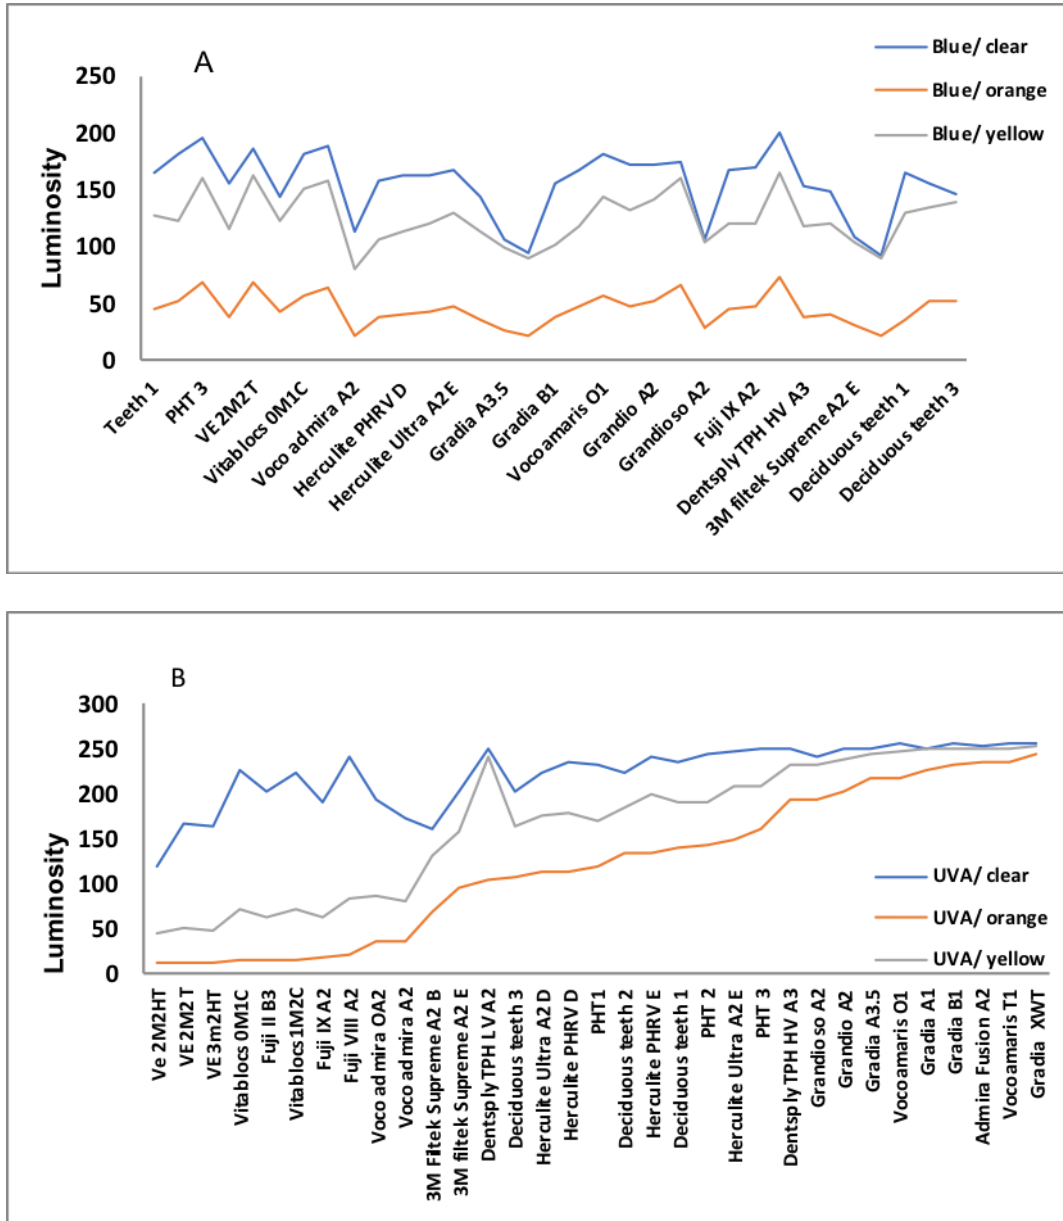 A
Blue/ clear
Blue/ orange
Blue/ yellow
250
200
150
100
50
0
Luminosity
Teeth 1
PHT 3
VE 2M2 T
Vitablocs 0M1C
Voco admira A2
Herculite PHRV D
Herculite Ultra A2 E
Gradia A3.5
Gradia B1
Vocoamaris O1
Grandio A2
Grandioso A2
Fuji IX A2
Dentsply TPH HV A3
3M filtek Supreme A2 E
Deciduous teeth 1
Deciduous teeth 3
B
300
250
200
150
100
50
0
Luminosity
UVA/ clear
UVA/ orange
UVA/ yellow
Ve 2M2HT
VE2M2 T
VE3m2HT
Vitablocs 0M1C
Fuji II B3
Vitablocs 1M2C
Fuji IX A2
Fuji VIII A2
Voco admira OA2
Voco admira A2
3M Filtek Supreme A2 B
3M filtek Supreme A2 E
Dentsply TPH LV A2
Deciduous teeth 3
Herculite Ultra A2 D
Herculite PHRV D
PHT1
Deciduous teeth 2
Herculite PHRV E
Deciduous teeth 1
PHT 2
Herculite Ultra A2 E
PHT 3
Dentsply TPH HV A3
Grandioso A2
Grandio A2
Gradia A3.5
Vocoamaris O1
Gradia A1
Gradia B1
Admira Fusion A2
Vocoamaris T1
Gradia XWT